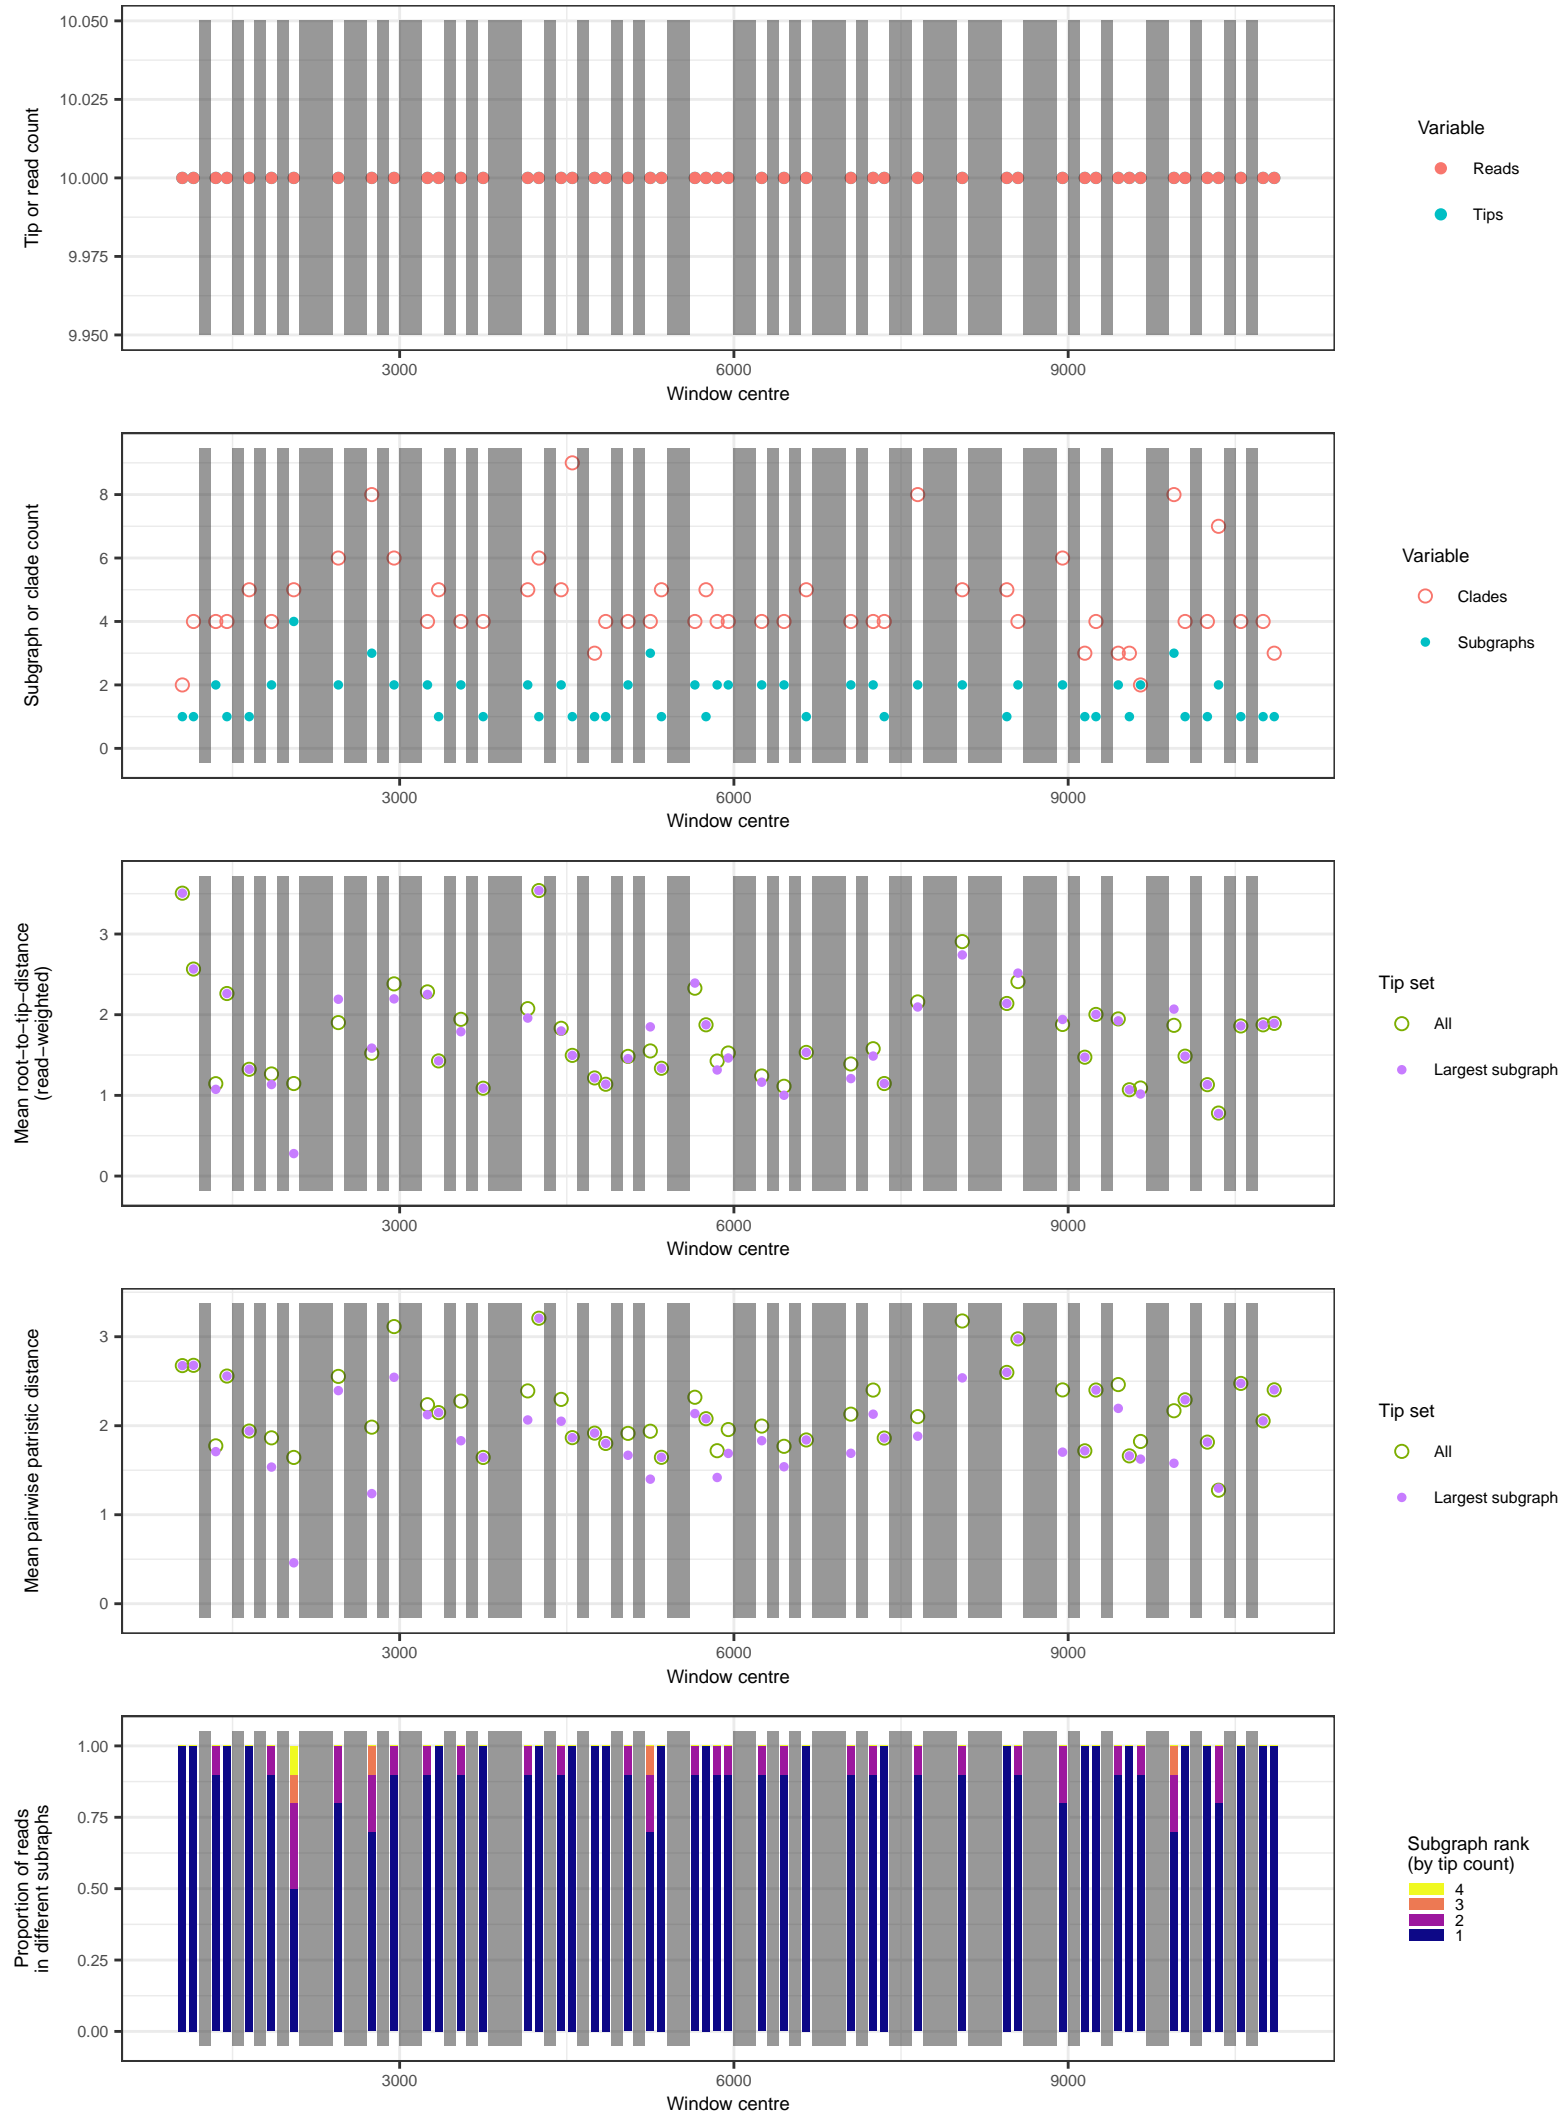 10.050
10.025
10.000
9.975
9.950
Tip or read count
3000
6000
9000
Window centre
Variable
Reads
Tips
8
6
4
2
0
Subgraph or clade count
3000
6000
9000
Window centre
Variable
Clades
Subgraphs
3
2
1
0
Mean root−to−tip−distance
(read−weighted)
3000
6000
9000
Window centre
Tip set
All
Largest subgraph
3
2
1
0
Mean pairwise patristic distance
3000
6000
9000
Window centre
Tip set
All
Largest subgraph
1.00
0.75
0.50
0.25
0.00
Proportion of reads
in different subraphs
3000
6000
9000
Window centre
Subgraph rank
(by tip count)
4
3
2
1